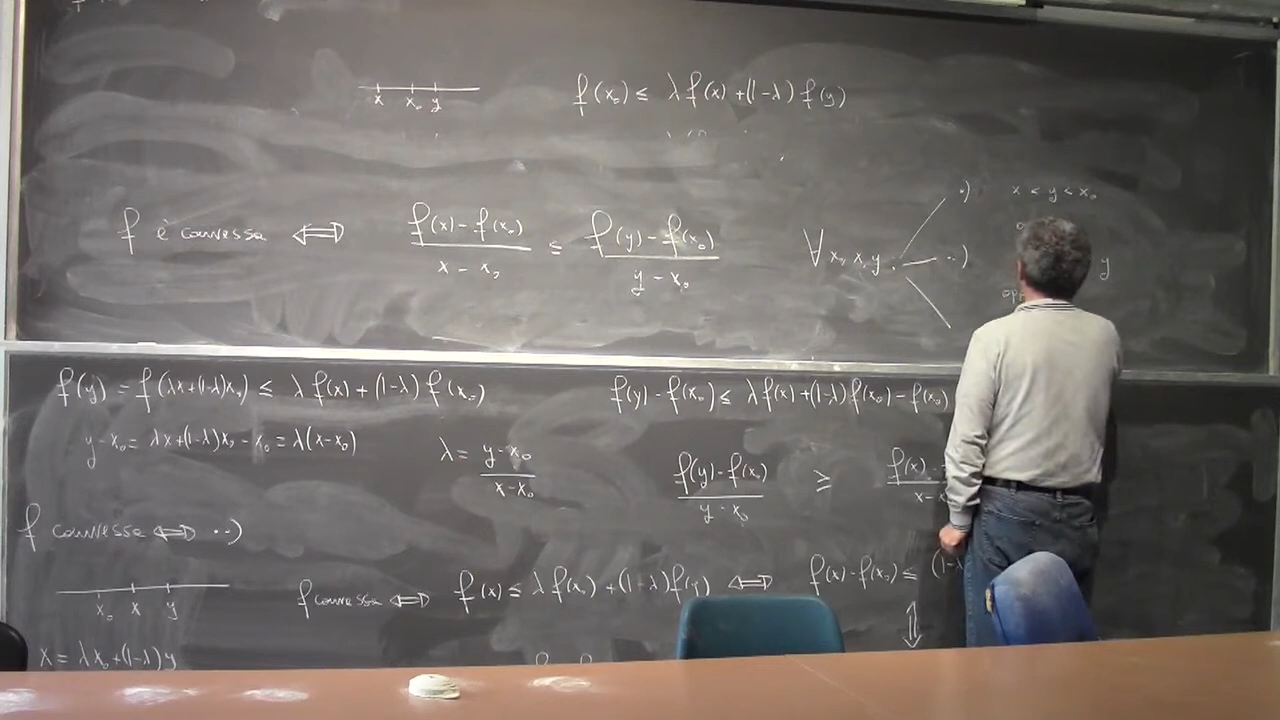 x x₀ y
f(x₀) ≤ λ f(x) + (1-λ) f(y)
•) x < y < x₀
f è convessa ⟺ f(x) - f(x₀) / x - x₀ ≤ f(y) - f(x₀) / y - x₀ ∀ x₀, x, y : ••) y
f(y) = f(λx+(1-λ)x₀) ≤ λ f(x) + (1-λ) f(x₀)
f(y) - f(x₀) ≤ λ f(x) + (1-λ) f(x₀) - f(x₀)
y - x₀ = λx+(1-λ)x₀ - x₀ = λ(x-x₀)
λ = y-x₀ / x-x₀
f(y) - f(x₀) / y - x₀ ≥ f(x) - / x - x
f convessa ⟺ ••)
x₀ x y
f convessa ⟺ f(x) ≤ λ f(x₀) + (1-λ) f(y) ⟺ f(x) - f(x₀) ≤ (1-λ
⇕
x = λ x₀ + (1-λ) y